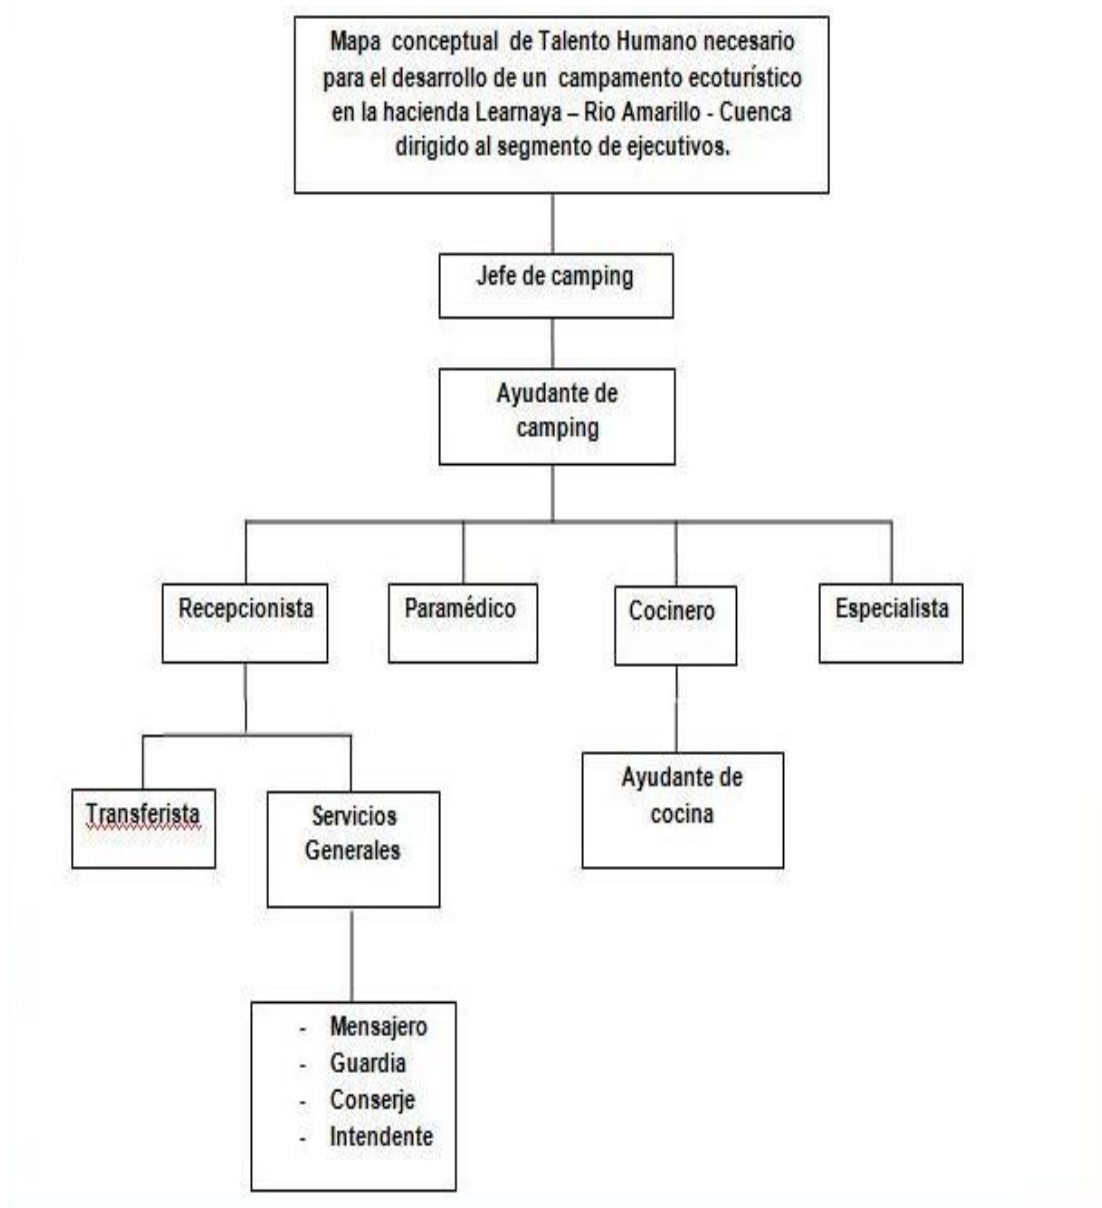 Mapa conceptual de Talento Humano necesario
para el desarrollo de un campamento ecoturístico
en la hacienda Learnaya – Rio Amarillo - Cuenca
dirigido al segmento de ejecutivos.
Jefe de camping
Ayudante de
camping
Recepcionista
Paramédico
Cocinero
Especialista
Transferista
Servicios
Generales
Ayudante de
cocina
- Mensajero
- Guardia
- Conserje
- Intendente